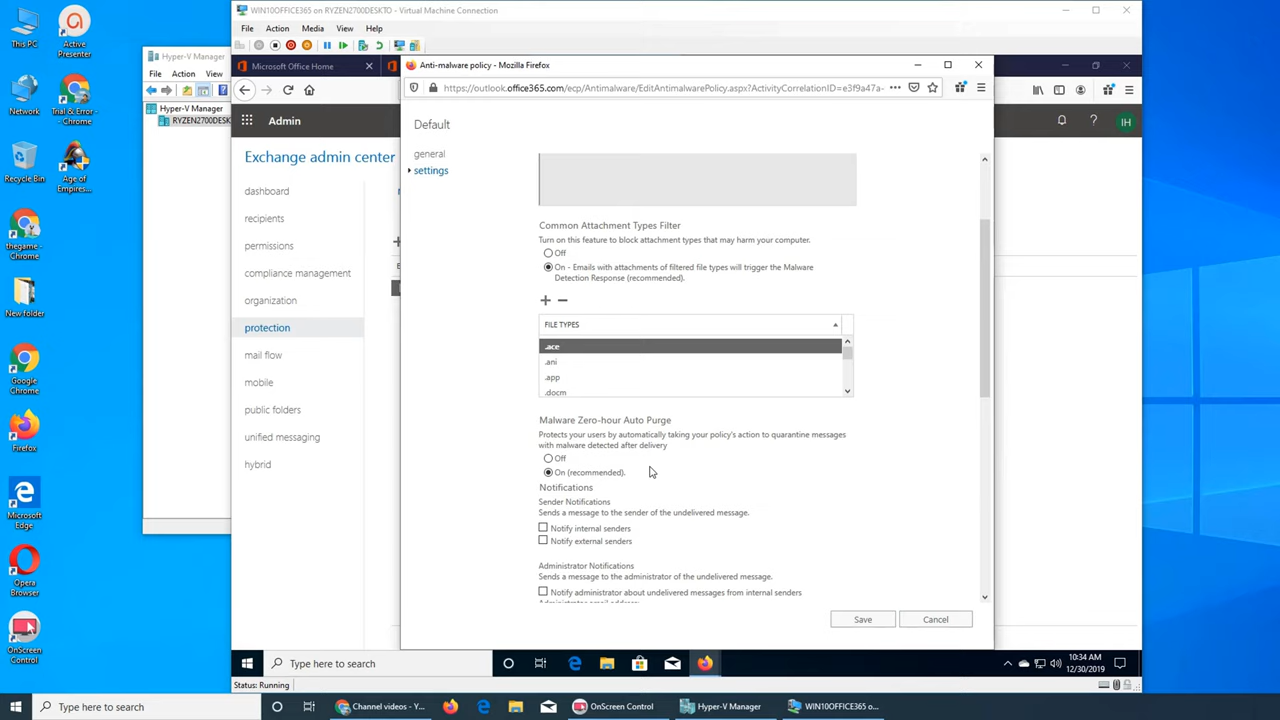 WIN10OFFICE365 on RYZEN2700DESKTO - Virtual Machine Connection
File Action Media View Help
This PC
Active
Presenter
Hyper-V Manager
File Action View
Hyper-V Manager
RYZEN2700DESK
Microsoft Office Home
Anti-malware policy - Mozilla Firefox
https://outlook.office365.com/ecp/Antimalware/EditAntimalwarePolicy.aspx?ActivityCorrelationID=e3f9a47a-
Network
Trial & Error -
- Chrome
Admin
IH
Exchange admin center
dashboard
recipients
permissions
compliance management
organization
protection
mail flow
mobile
public folders
unified messaging
hybrid
Default
general
settings
Common Attachment Types Filter
Turn on this feature to block attachment types that may harm your computer.
Off
On - Emails with attachments of filtered file types will trigger the Malware
Detection Response (recommended).
FILE TYPES
.ace
.ani
.app
.docm
Malware Zero-hour Auto Purge
Protects your users by automatically taking your policy's action to quarantine messages
with malware detected after delivery
Off
On (recommended).
Notifications
Sender Notifications
Sends a message to the sender of the undelivered message.
Notify internal senders
Notify external senders
Administrator Notifications
Sends a message to the administrator of the undelivered message.
Notify administrator about undelivered messages from internal senders
Administrator email address:
Save Cancel
Recycle Bin
Age of
Empires...
thegame -
Chrome
New folder
Google
Chrome
Firefox
Microsoft
Edge
Opera
Browser
OnScreen
Control
Type here to search
10:34 AM
12/30/2019
Status: Running
Type here to search
Channel videos - Y...
OnScreen Control
Hyper-V Manager
WIN10OFFICE365 o...